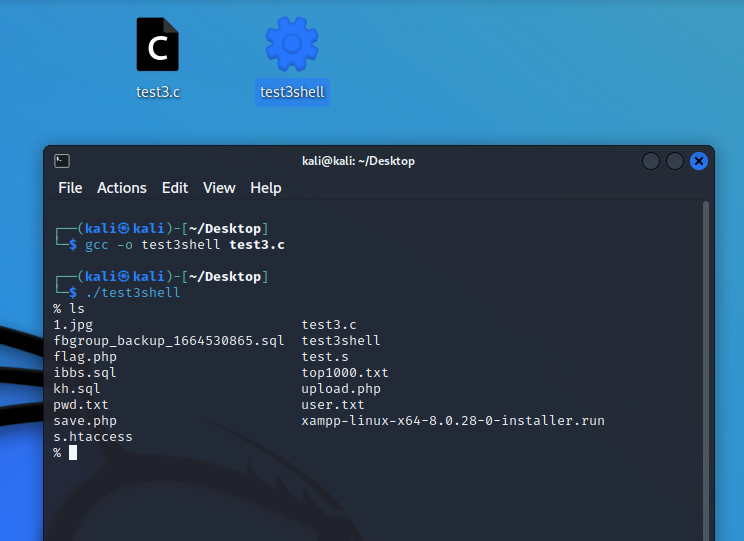 test3.c test3shell
kali@kali: ~/Desktop
File Actions Edit View Help
┌──(kali㉿kali)-[~/Desktop]
└─$ gcc -o test3shell test3.c
┌──(kali㉿kali)-[~/Desktop]
└─$ ./test3shell
% ls
1.jpg test3.c
fbgroup_backup_1664530865.sql test3shell
flag.php test.s
ibbs.sql top1000.txt
kh.sql upload.php
pwd.txt user.txt
save.php xampp-linux-x64-8.0.28-0-installer.run
s.htaccess
%